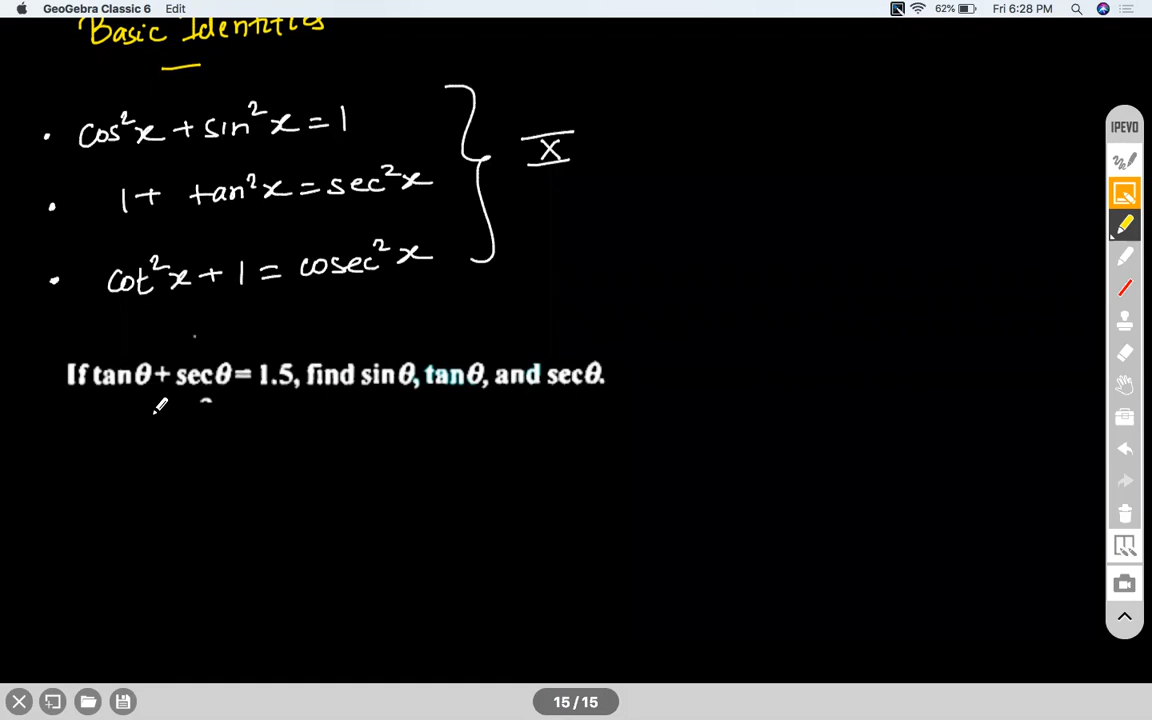 GeoGebra Classic 6 Edit 62% Fri 6:28 PM
Basic Identities
• cos²x + sin²x = 1
X
• 1 + tan²x = sec²x
• cot²x + 1 = cosec²x
IPEVO
If tanθ + secθ = 1.5, find sinθ, tanθ, and secθ.
15 / 15